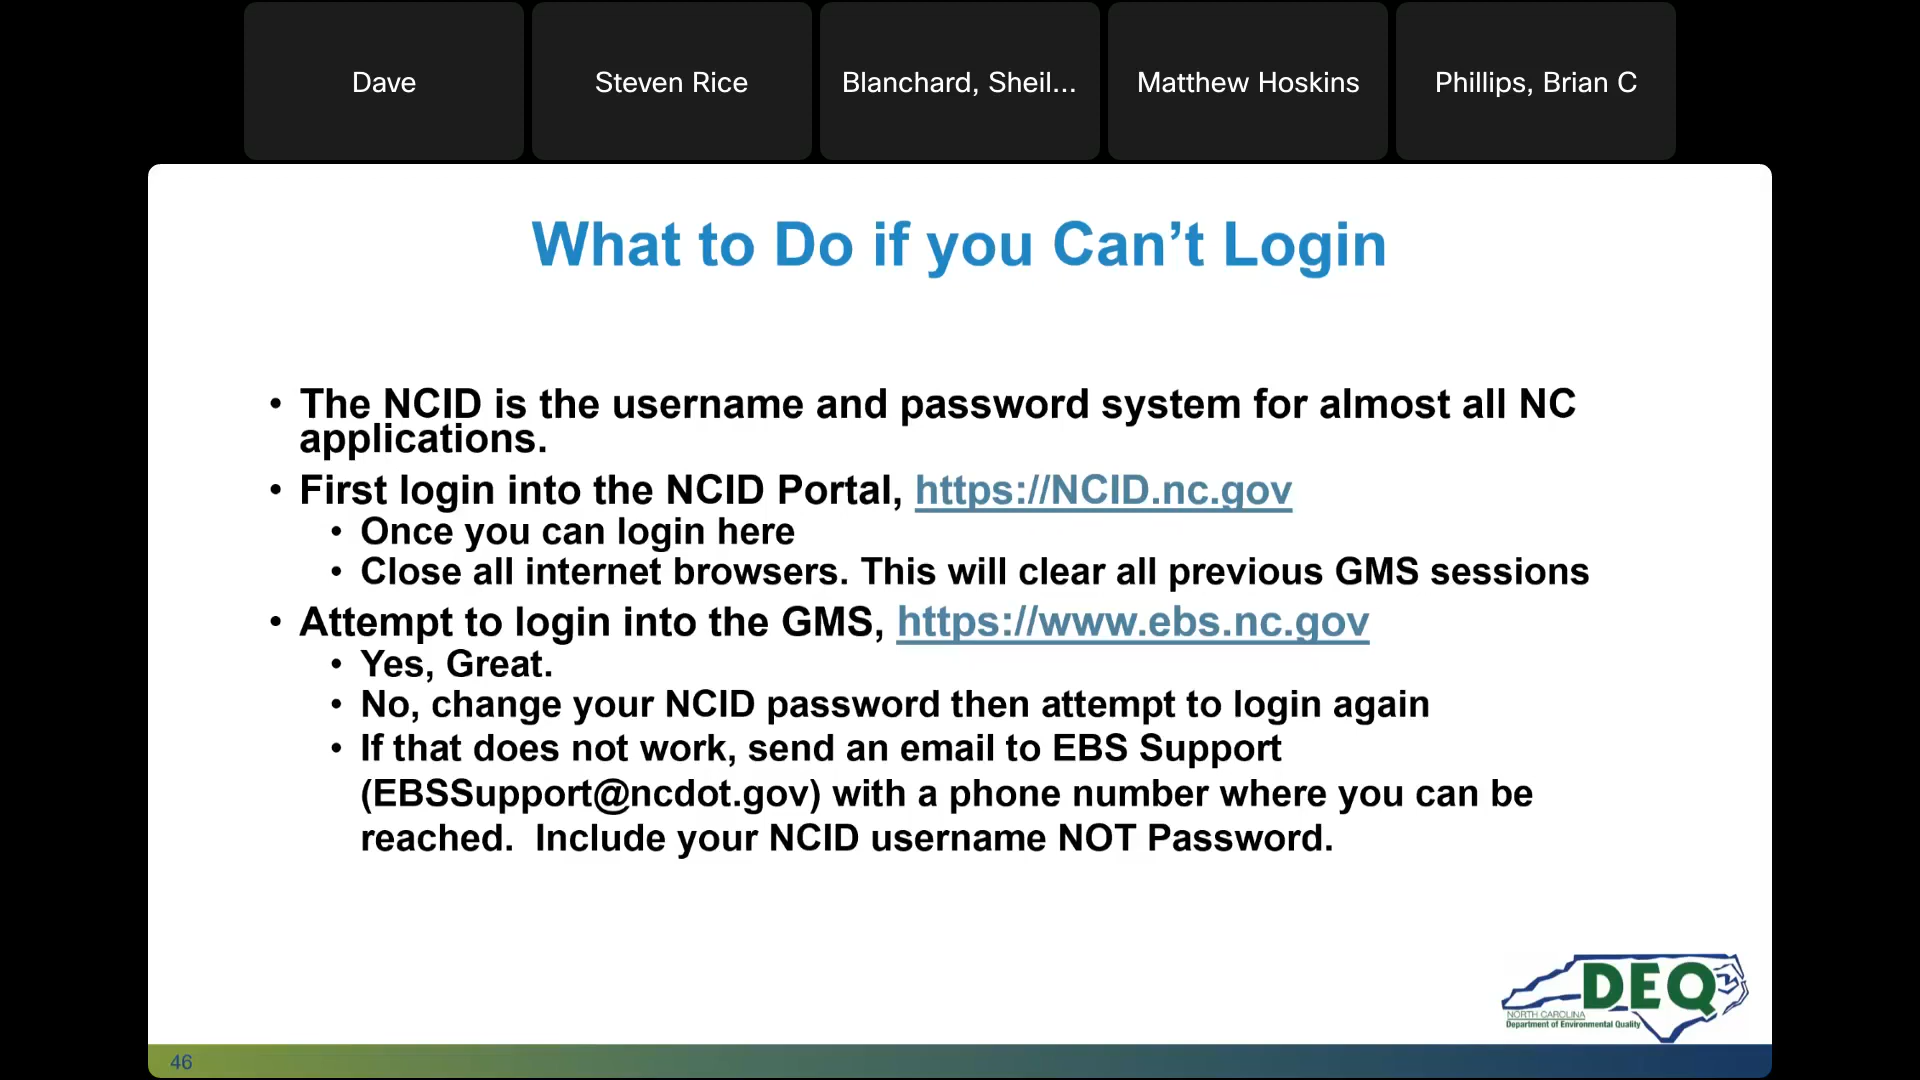 Dave
Steven Rice
Blanchard, Sheil...
Matthew Hoskins
Phillips, Brian C
What to Do if you Can’t Login
• The NCID is the username and password system for almost all NC
applications.
• First login into the NCID Portal, https://NCID.nc.gov
• Once you can login here
• Close all internet browsers. This will clear all previous GMS sessions
• Attempt to login into the GMS, https://www.ebs.nc.gov
• Yes, Great.
• No, change your NCID password then attempt to login again
• If that does not work, send an email to EBS Support
(EBSSupport@ncdot.gov) with a phone number where you can be
reached.  Include your NCID username NOT Password.
DEQ
NORTH CAROLINA
Department of Environmental Quality
46